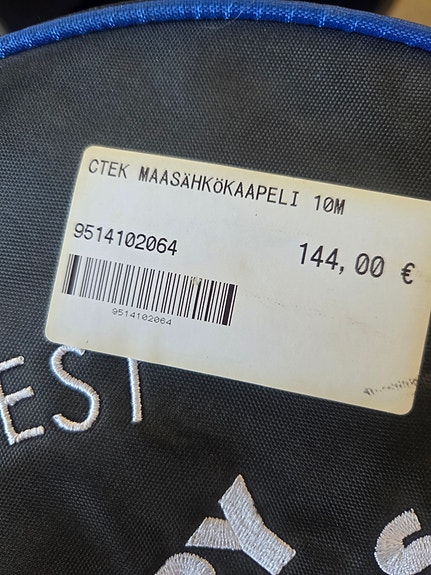 CTEK MAASÄHKÖKAAPELI 10M
9514102064
144,00 €
9514102064
EST